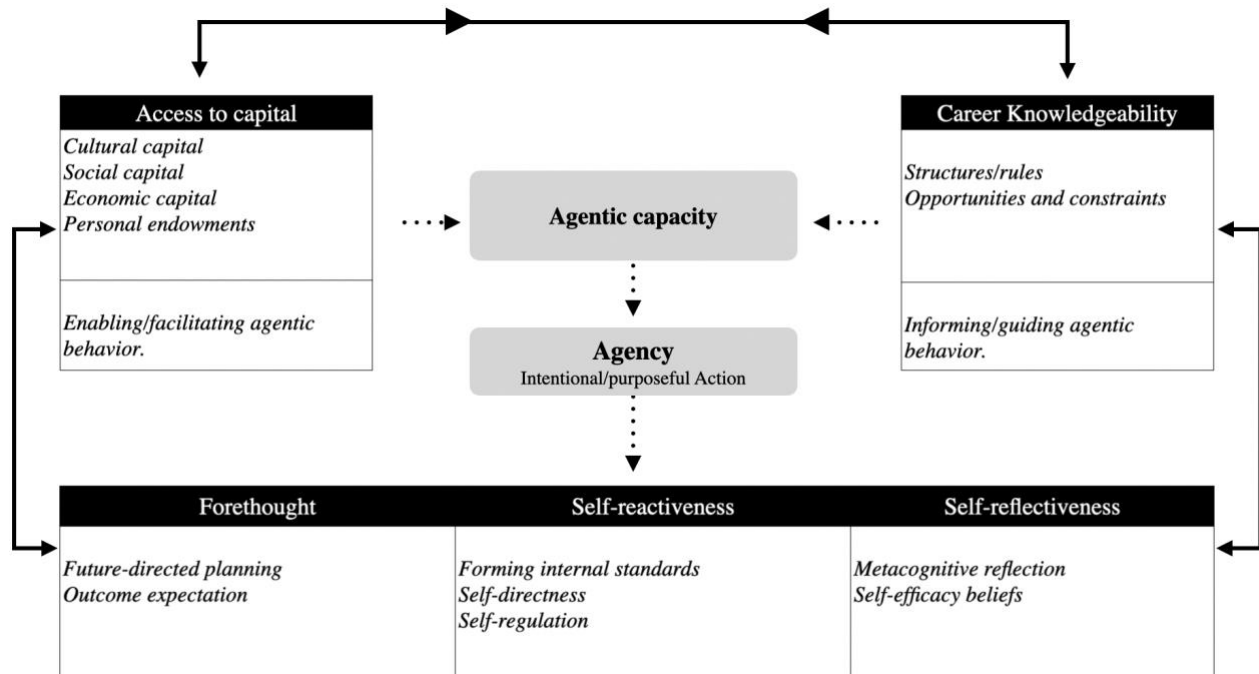 Access to capital
Cultural capital
Social capital
Economic capital
Personal endowments
Enabling/facilitating agentic
behavior.
Agentic capacity
Agency
Intentional/purposeful Action
Career Knowledgeability
Structures/rules
Opportunities and constraints
Informing/guiding agentic
behavior.
Forethought
Future-directed planning
Outcome expectation
Self-reactiveness
Forming internal standards
Self-directness
Self-regulation
Self-reflectiveness
Metacognitive reflection
Self-efficacy beliefs